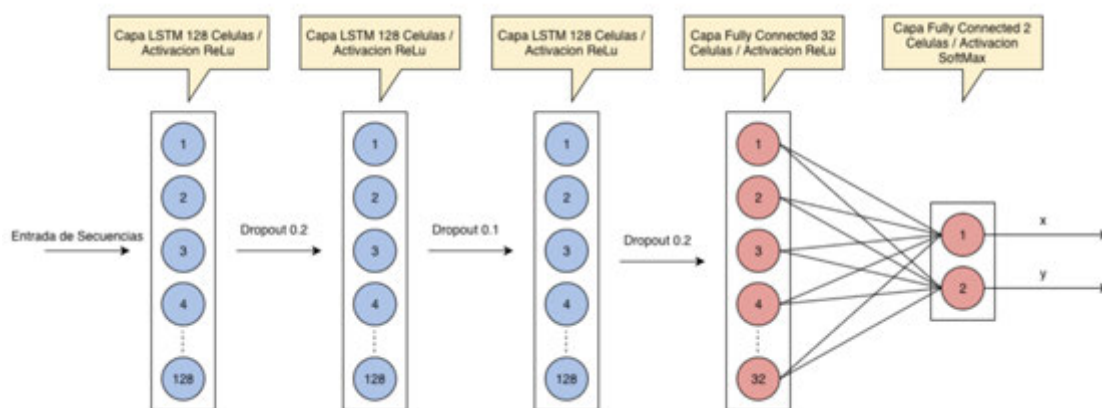 Capa LSTM 128 Celulas /
Activacion ReLu
Capa LSTM 128 Celulas /
Activacion ReLu
Capa LSTM 128 Celulas /
Activacion ReLu
Capa Fully Connected 32
Celulas / Activacion ReLu
Capa Fully Connected 2
Celulas / Activacion
SoftMax
Entrada de Secuencias
1
2
3
4
128
Dropout 0.2
1
2
3
4
128
Dropout 0.1
1
2
3
4
128
Dropout 0.2
1
2
3
4
32
1
2
x
y